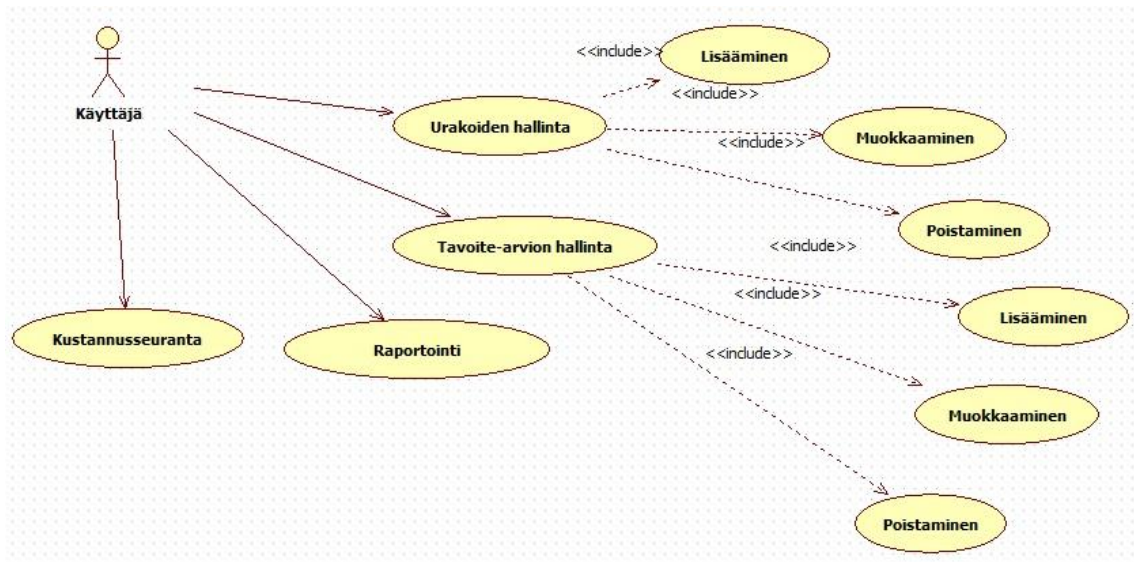 <<include>>
Lisääminen
<<include>>
Käyttäjä
Urakoiden hallinta
<<include>>
Muokkaaminen
Poistaminen
Tavoite-arvion hallinta
<<include>>
<<include>>
Lisääminen
Kustannusseuranta
Raportointi
<<include>>
Muokkaaminen
Poistaminen